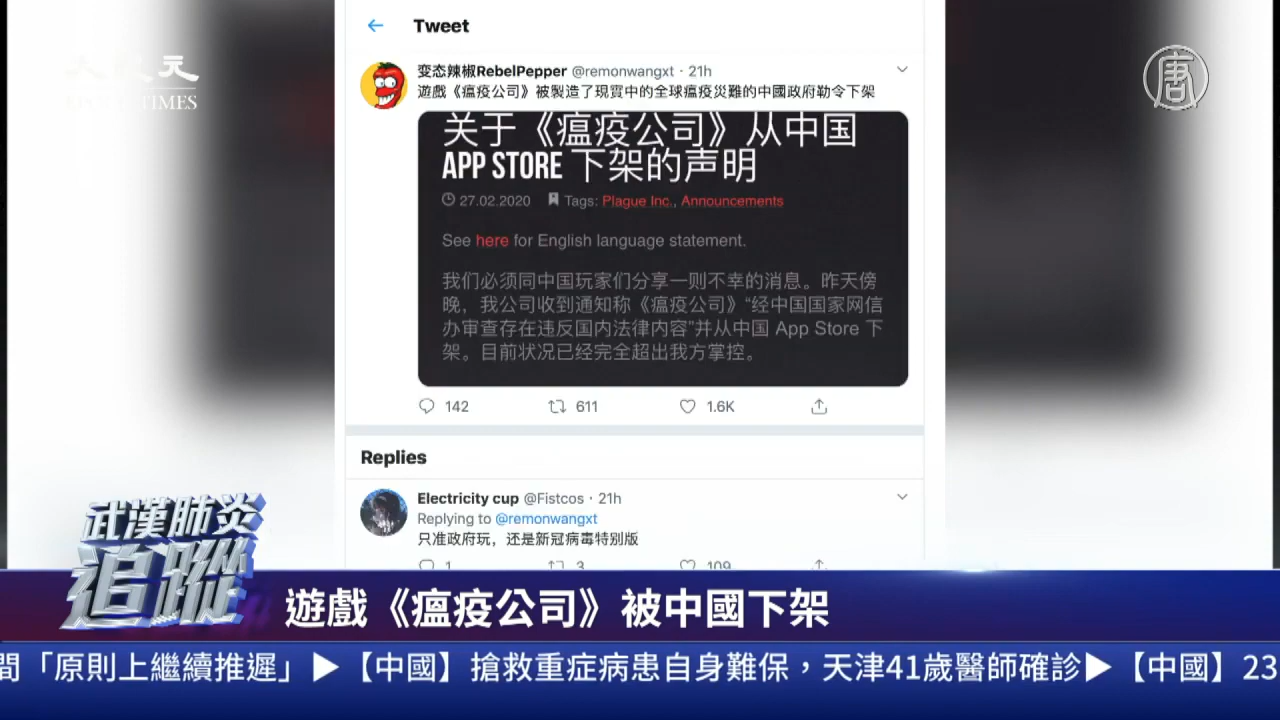 Tweet
变态辣椒RebelPepper @remonwangxt · 21h
遊戲《瘟疫公司》被製造了現實中的全球瘟疫災難的中國政府勒令下架
关于《瘟疫公司》从中国
APP STORE 下架的声明
27.02.2020 Tags: Plague Inc., Announcements
See here for English language statement.
我们必须同中国玩家们分享一则不幸的消息。昨天傍
晚，我公司收到通知称《瘟疫公司》“经中国国家网信
办审查存在违反国内法律内容”并从中国 App Store 下
架。目前状况已经完全超出我方掌控。
142 611 1.6K
Replies
Electricity cup @Fistcos · 21h
Replying to @remonwangxt
只准政府玩，还是新冠病毒特别版
1 3 109
唐
武漢肺炎
追蹤
遊戲《瘟疫公司》被中國下架
間「原則上繼續推遲」▶【中國】搶救重症病患自身難保，天津41歲醫師確診▶【中國】23